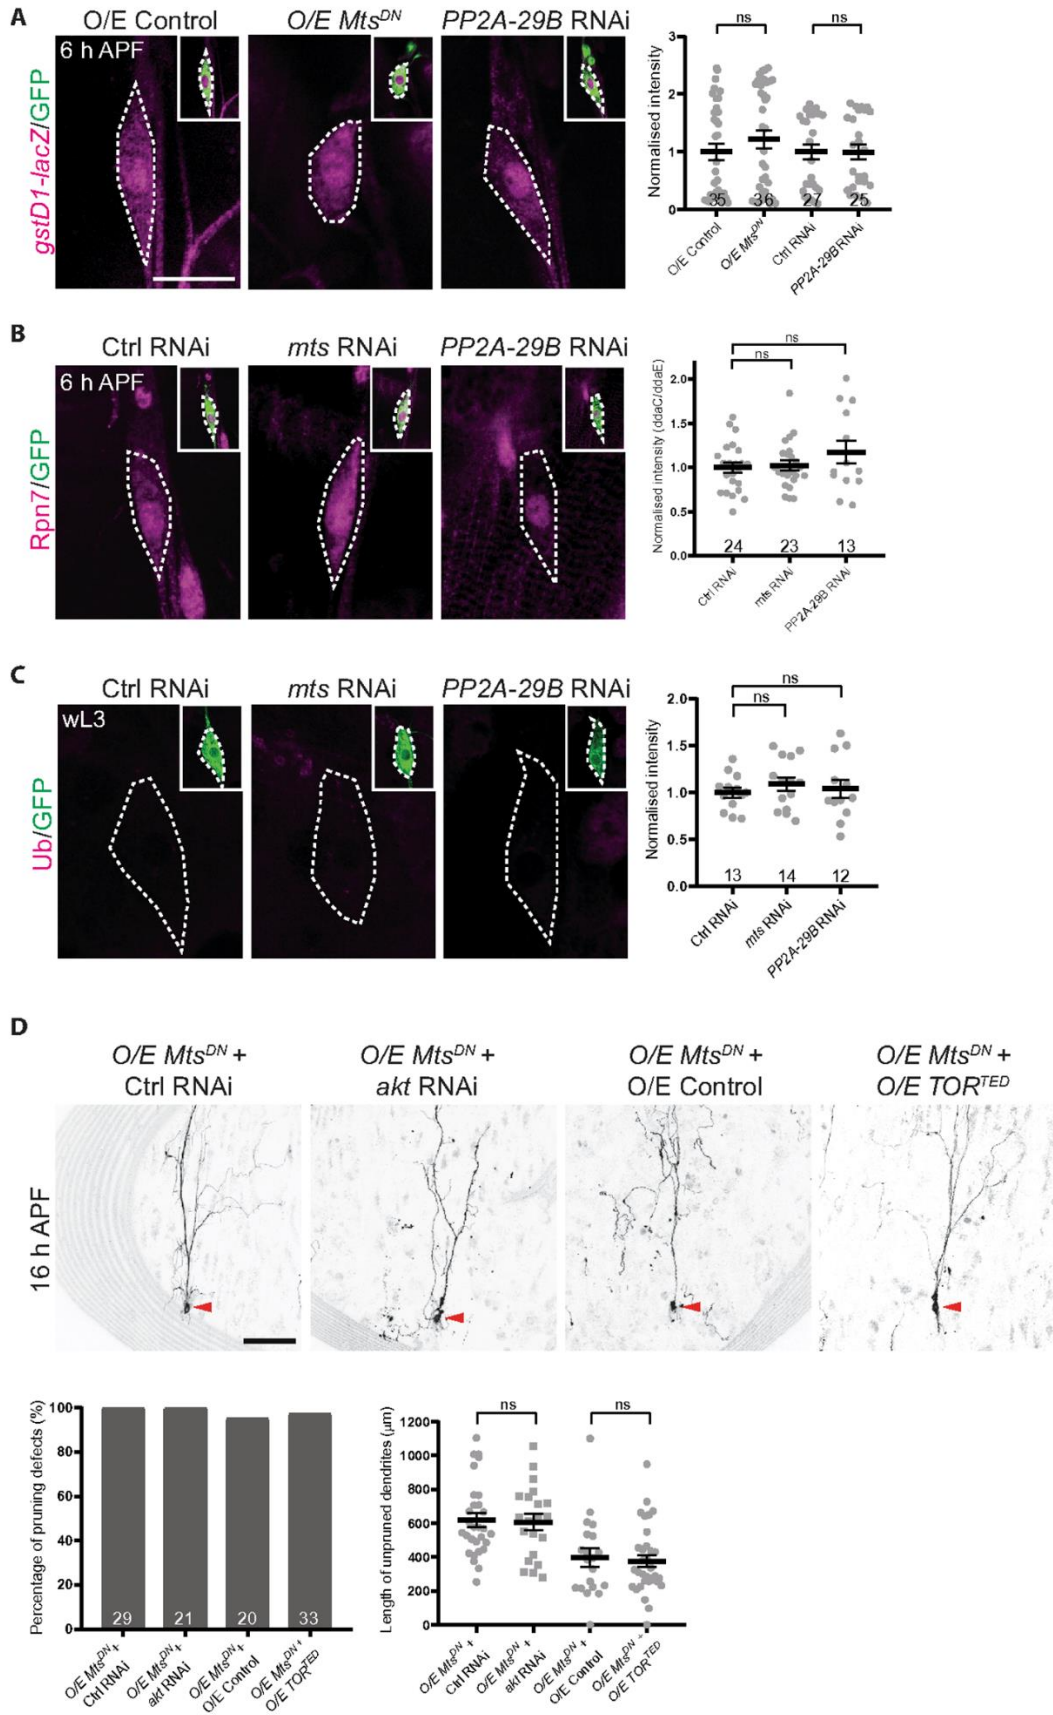 A
O/E Control
O/E Mts^DN
PP2A-29B RNAi
6 h APF
gstD1-lacZ/GFP
Normalised intensity
3
2
1
0
ns
ns
35
36
27
25
O/E Control
O/E Mts^DN
Ctrl RNAi
PP2A-29B RNAi
B
Ctrl RNAi
mts RNAi
PP2A-29B RNAi
6 h APF
Rpn7/GFP
Normalised intensity (ddaC/ddaE)
2.0
1.5
1.0
0.5
0.0
ns
ns
24
23
13
Ctrl RNAi
mts RNAi
PP2A-29B RNAi
C
Ctrl RNAi
mts RNAi
PP2A-29B RNAi
wL3
Ub/GFP
Normalised intensity
2.0
1.5
1.0
0.5
0.0
ns
ns
13
14
12
Ctrl RNAi
mts RNAi
PP2A-29B RNAi
D
O/E Mts^DN +
Ctrl RNAi
O/E Mts^DN +
akt RNAi
O/E Mts^DN +
O/E Control
O/E Mts^DN +
O/E TOR^TED
16 h APF
Percentage of pruning defects (%)
100
80
60
40
20
0
29
21
20
33
O/E Mts^DN +
Ctrl RNAi
O/E Mts^DN +
akt RNAi
O/E Mts^DN +
O/E Control
O/E Mts^DN +
O/E TOR^TED
Length of unpruned dendrites (μm)
1200
1000
800
600
400
200
0
ns
ns
O/E Mts^DN +
Ctrl RNAi
O/E Mts^DN +
akt RNAi
O/E Mts^DN +
O/E Control
O/E Mts^DN +
O/E TOR^TED